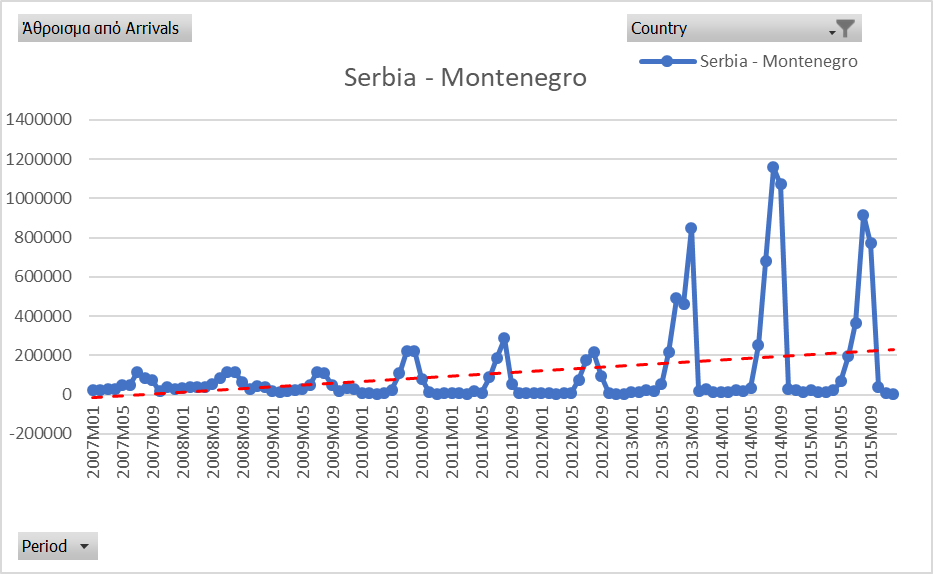 Άθροισμα από Arrivals
Country
Serbia - Montenegro
Serbia - Montenegro
1400000
1200000
1000000
800000
600000
400000
200000
0
-200000
2007M01
2007M05
2007M09
2008M01
2008M05
2008M09
2009M01
2009M05
2009M09
2010M01
2010M05
2010M09
2011M01
2011M05
2011M09
2012M01
2012M05
2012M09
2013M01
2013M05
2013M09
2014M01
2014M05
2014M09
2015M01
2015M05
2015M09
Period